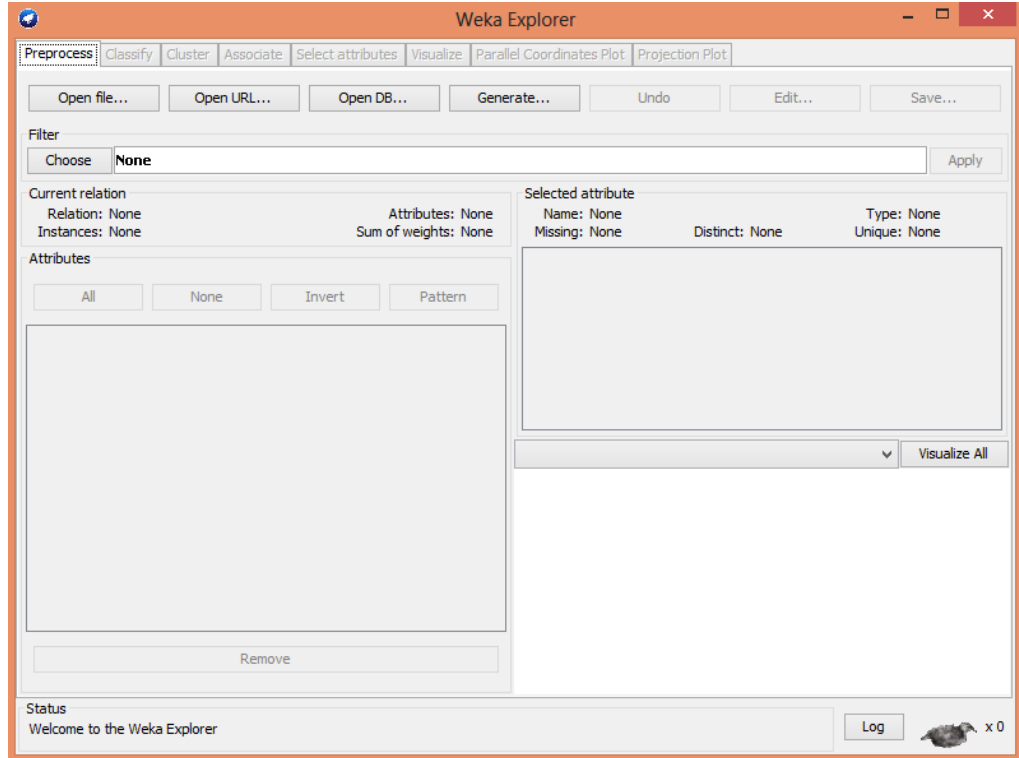 Weka Explorer
Preprocess Classify Cluster Associate Select attributes Visualize Parallel Coordinates Plot Projection Plot
Open file... Open URL... Open DB... Generate... Undo Edit... Save...
Filter
Choose None Apply
Current relation
Relation: None Attributes: None
Instances: None Sum of weights: None
Selected attribute
Name: None Type: None
Missing: None Distinct: None Unique: None
Attributes
All None Invert Pattern
Visualize All
Remove
Status
Welcome to the Weka Explorer
Log x 0